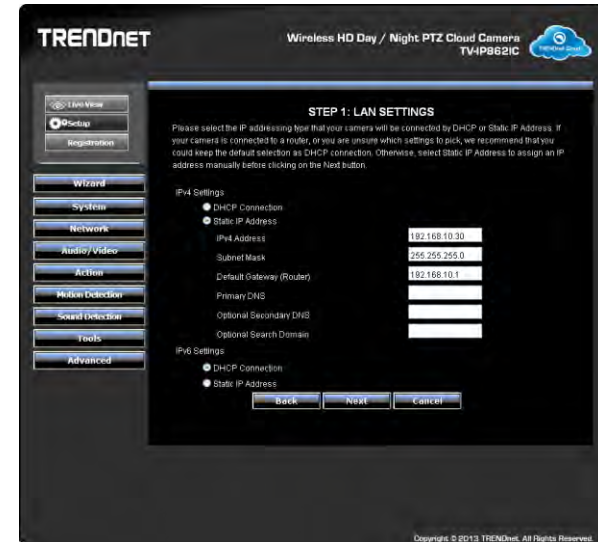 TRENDNET
Wireless HD Day / Night PTZ Cloud Camera
TV-IP862IC
TRENDnet Cloud
Live View
Setup
Registration
Wizard
System
Network
Audio/Video
Action
Motion Detection
Sound Detection
Tools
Advanced
STEP 1: LAN SETTINGS
Please select the IP addressing type that your camera will be connected by DHCP or Static IP Address. If
your camera is connected to a router, or you are unsure which settings to pick, we recommend that you
could keep the default selection as DHCP connection. Otherwise, select Static IP Address to assign an IP
address manually before clicking on the Next button.
IPv4 Settings
DHCP Connection
Static IP Address
IPv4 Address 192.168.10.30
Subnet Mask 255.255.255.0
Default Gateway (Router) 192.168.10.1
Primary DNS
Optional Secondary DNS
Optional Search Domain
IPv6 Settings
DHCP Connection
Static IP Address
Back Next Cancel
Copyright © 2013 TRENDnet. All Rights Reserved.